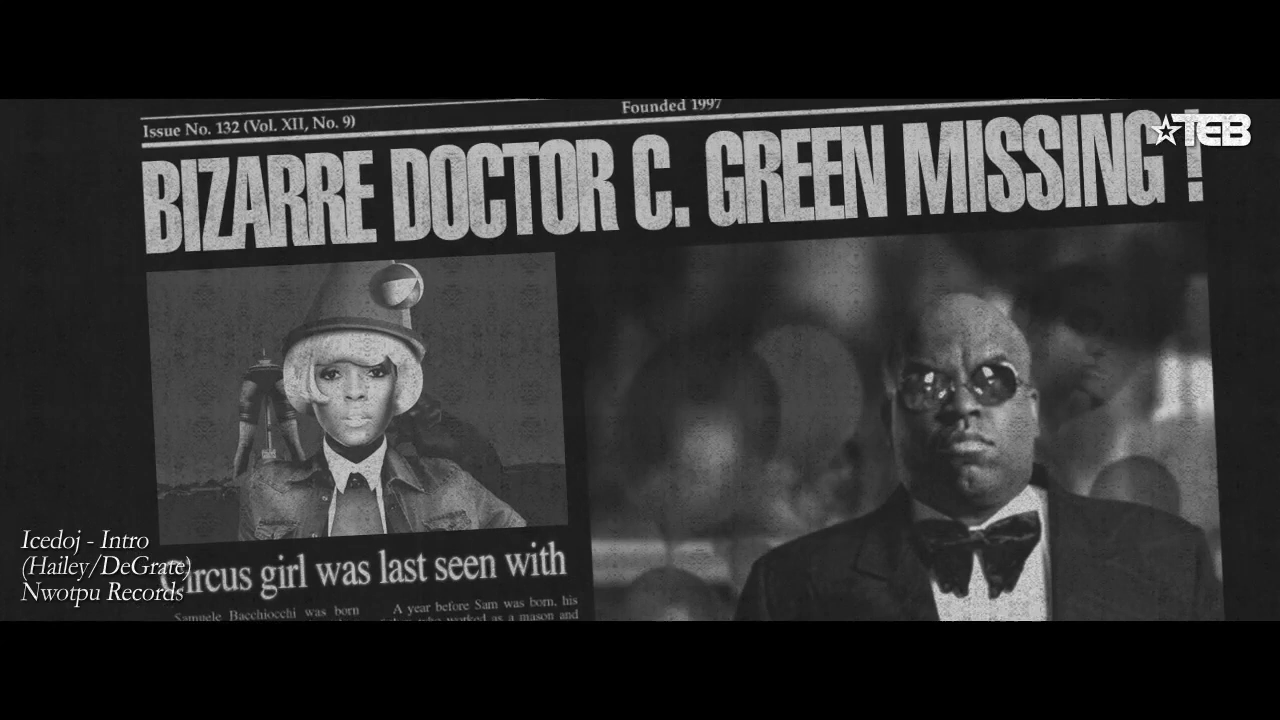 Founded 1997
Issue No. 132 (Vol. XII, No. 9)
TEB
BIZARRE DOCTOR C. GREEN MISSING !
Icedoj - Intro
(Hailey/DeGrate)
Nwotpu Records
Circus girl was last seen with
Samuele Bacchiocchi was born
A year before Sam was born, his
worked as a mason and